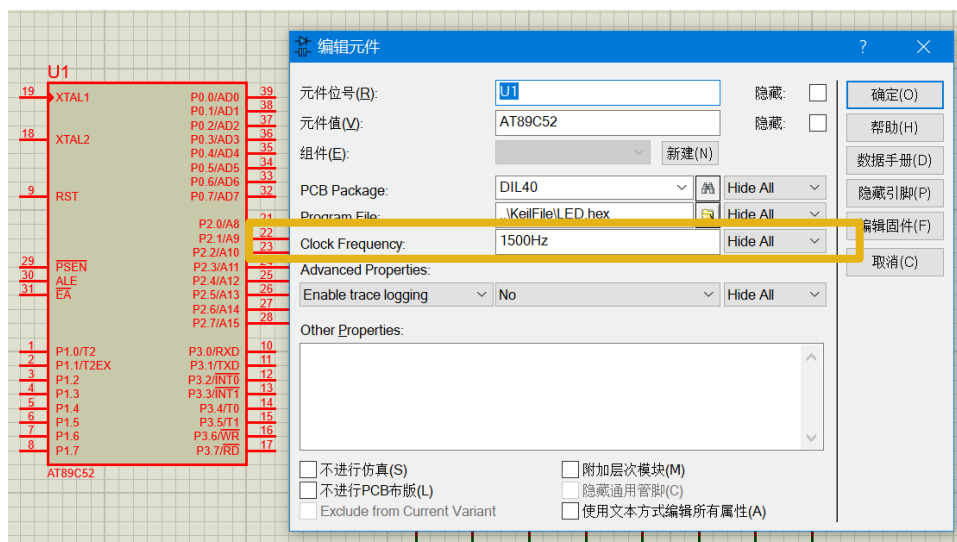 编辑元件 ?
U1
19 XTAL1 P0.0/AD0 39
P0.1/AD1 38
P0.2/AD2 37
18 XTAL2 P0.3/AD3 36
P0.4/AD4 35
P0.5/AD5 34
P0.6/AD6 33
9 RST P0.7/AD7 32
P2.0/A8 21
P2.1/A9 22
P2.2/A10 23
29 PSEN P2.3/A11 24
30 ALE P2.4/A12 25
31 EA P2.5/A13 26
P2.6/A14 27
P2.7/A15 28
1 P1.0/T2 P3.0/RXD 10
2 P1.1/T2EX P3.1/TXD 11
3 P1.2 P3.2/INT0 12
4 P1.3 P3.3/INT1 13
5 P1.4 P3.4/T0 14
6 P1.5 P3.5/T1 15
7 P1.6 P3.6/WR 16
8 P1.7 P3.7/RD 17
AT89C52
元件位号(R): U1 隐藏: 确定(O)
元件值(V): AT89C52 隐藏: 帮助(H)
组件(E): 新建(N) 数据手册(D)
PCB Package: DIL40 Hide All 隐藏引脚(P)
Program File: ..\KeilFile\LED.hex Hide All 编辑固件(F)
Clock Frequency: 1500Hz Hide All
取消(C)
Advanced Properties:
Enable trace logging No Hide All
Other Properties:
不进行仿真(S) 附加层次模块(M)
不进行PCB布版(L) 隐藏通用管脚(C)
Exclude from Current Variant 使用文本方式编辑所有属性(A)